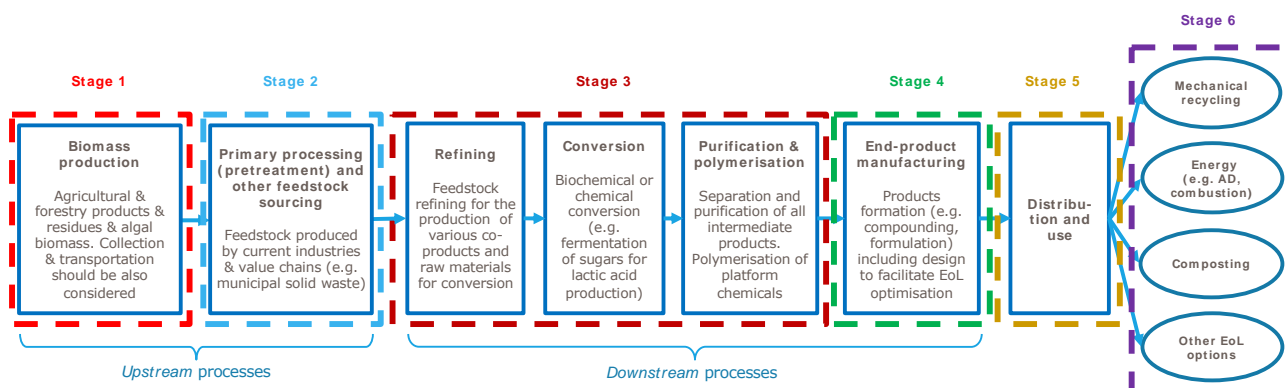 Stage 6
Stage 1
Stage 2
Stage 3
Stage 4
Stage 5
Biomass
production
Agricultural &
forestry products &
residues & algal
biomass. Collection
& transportation
should be also
considered
Primary processing
(pretreatment) and
other feedstock
sourcing
Feedstock produced
by current industries
& value chains (e.g.
municipal solid waste)
Refining
Feedstock
refining for the
production of
various co-
products and
raw materials
for conversion
Conversion
Biochemical or
chemical
conversion
(e.g.
fermentation
of sugars for
lactic acid
production)
Purification &
polymerisation
Separation and
purification of all
intermediate
products.
Polymerisation of
platform
chemicals
End-product
manufacturing
Products
formation (e.g.
compounding,
formulation)
including design
to facilitate EoL
optimisation
Distribu-
tion and
use
Mechanical
recycling
Energy
(e.g. AD,
combustion)
Composting
Other EoL
options
Upstream processes
Downstream processes